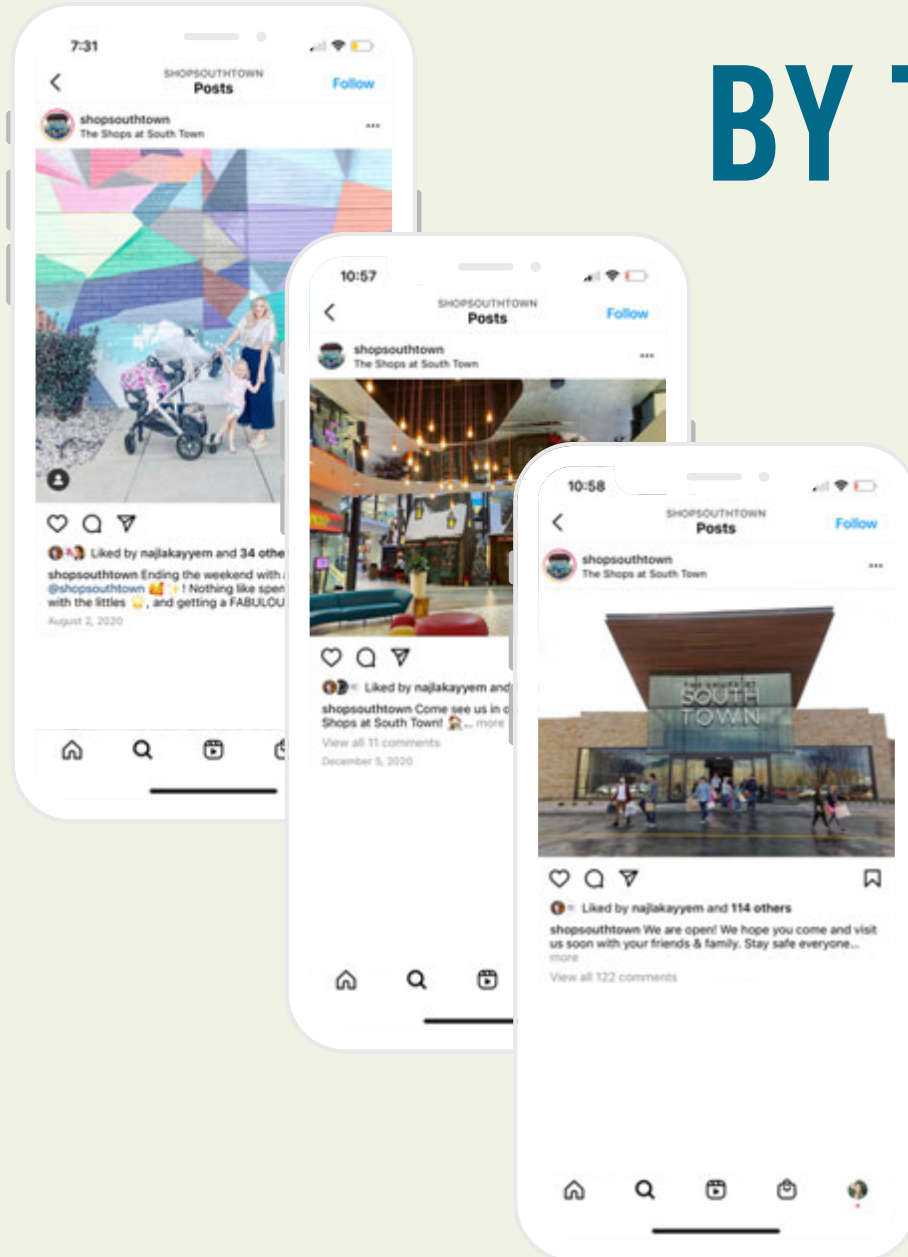 BY T
7:31
SHOPSOUTHTOWN
Posts
Follow
shopsouthtown
The Shops at South Town
Liked by najlakayyem and 34 othe
shopsouthtown Ending the weekend with
@shopsouthtown 🥰✨! Nothing like spen
with the littles 👶, and getting a FABULOU
August 2, 2020
10:57
SHOPSOUTHTOWN
Posts
Follow
shopsouthtown
The Shops at South Town
Liked by najlakayyem and
shopsouthtown Come see us in
Shops at South Town! 🏠... more
View all 11 comments
December 5, 2020
10:58
SHOPSOUTHTOWN
Posts
Follow
shopsouthtown
The Shops at South Town
THE SHOPS AT
SOUTH
TOWN
Liked by najlakayyem and 114 others
shopsouthtown We are open! We hope you come and visit
us soon with your friends & family. Stay safe everyone...
more
View all 122 comments